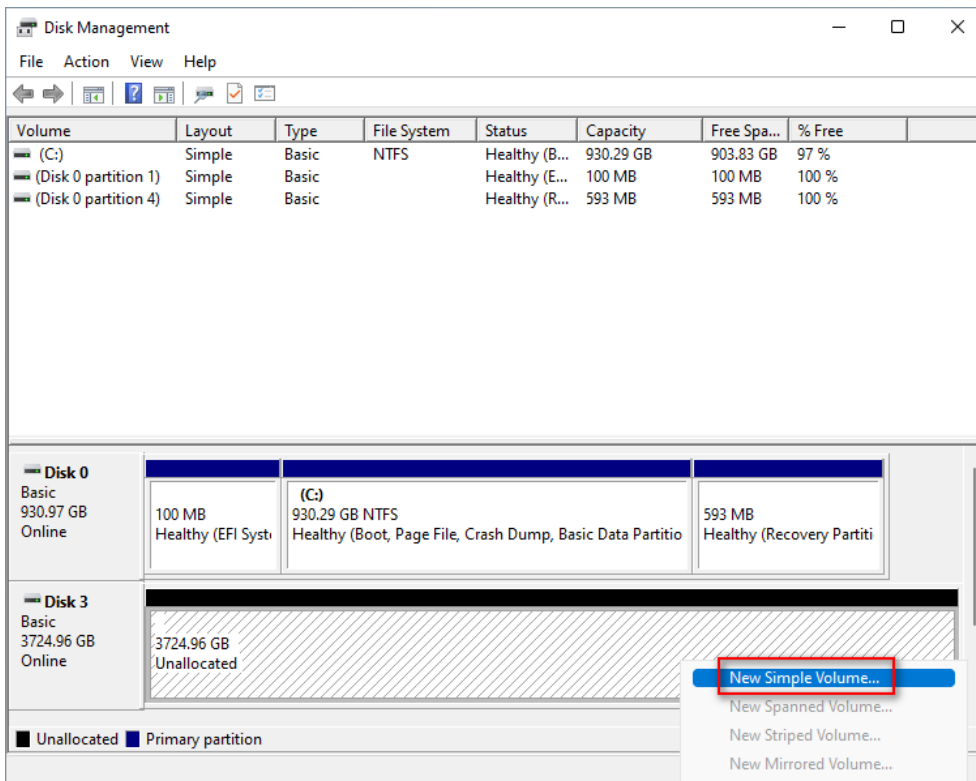 Disk Management
File Action View Help
Volume Layout Type File System Status Capacity Free Spa... % Free
(C:) Simple Basic NTFS Healthy (B... 930.29 GB 903.83 GB 97 %
(Disk 0 partition 1) Simple Basic Healthy (E... 100 MB 100 MB 100 %
(Disk 0 partition 4) Simple Basic Healthy (R... 593 MB 593 MB 100 %
Disk 0
Basic
930.97 GB
Online
100 MB
Healthy (EFI Syst
(C:)
930.29 GB NTFS
Healthy (Boot, Page File, Crash Dump, Basic Data Partitio
593 MB
Healthy (Recovery Partiti
Disk 3
Basic
3724.96 GB
Online
3724.96 GB
Unallocated
New Simple Volume...
New Spanned Volume...
New Striped Volume...
New Mirrored Volume...
Unallocated Primary partition